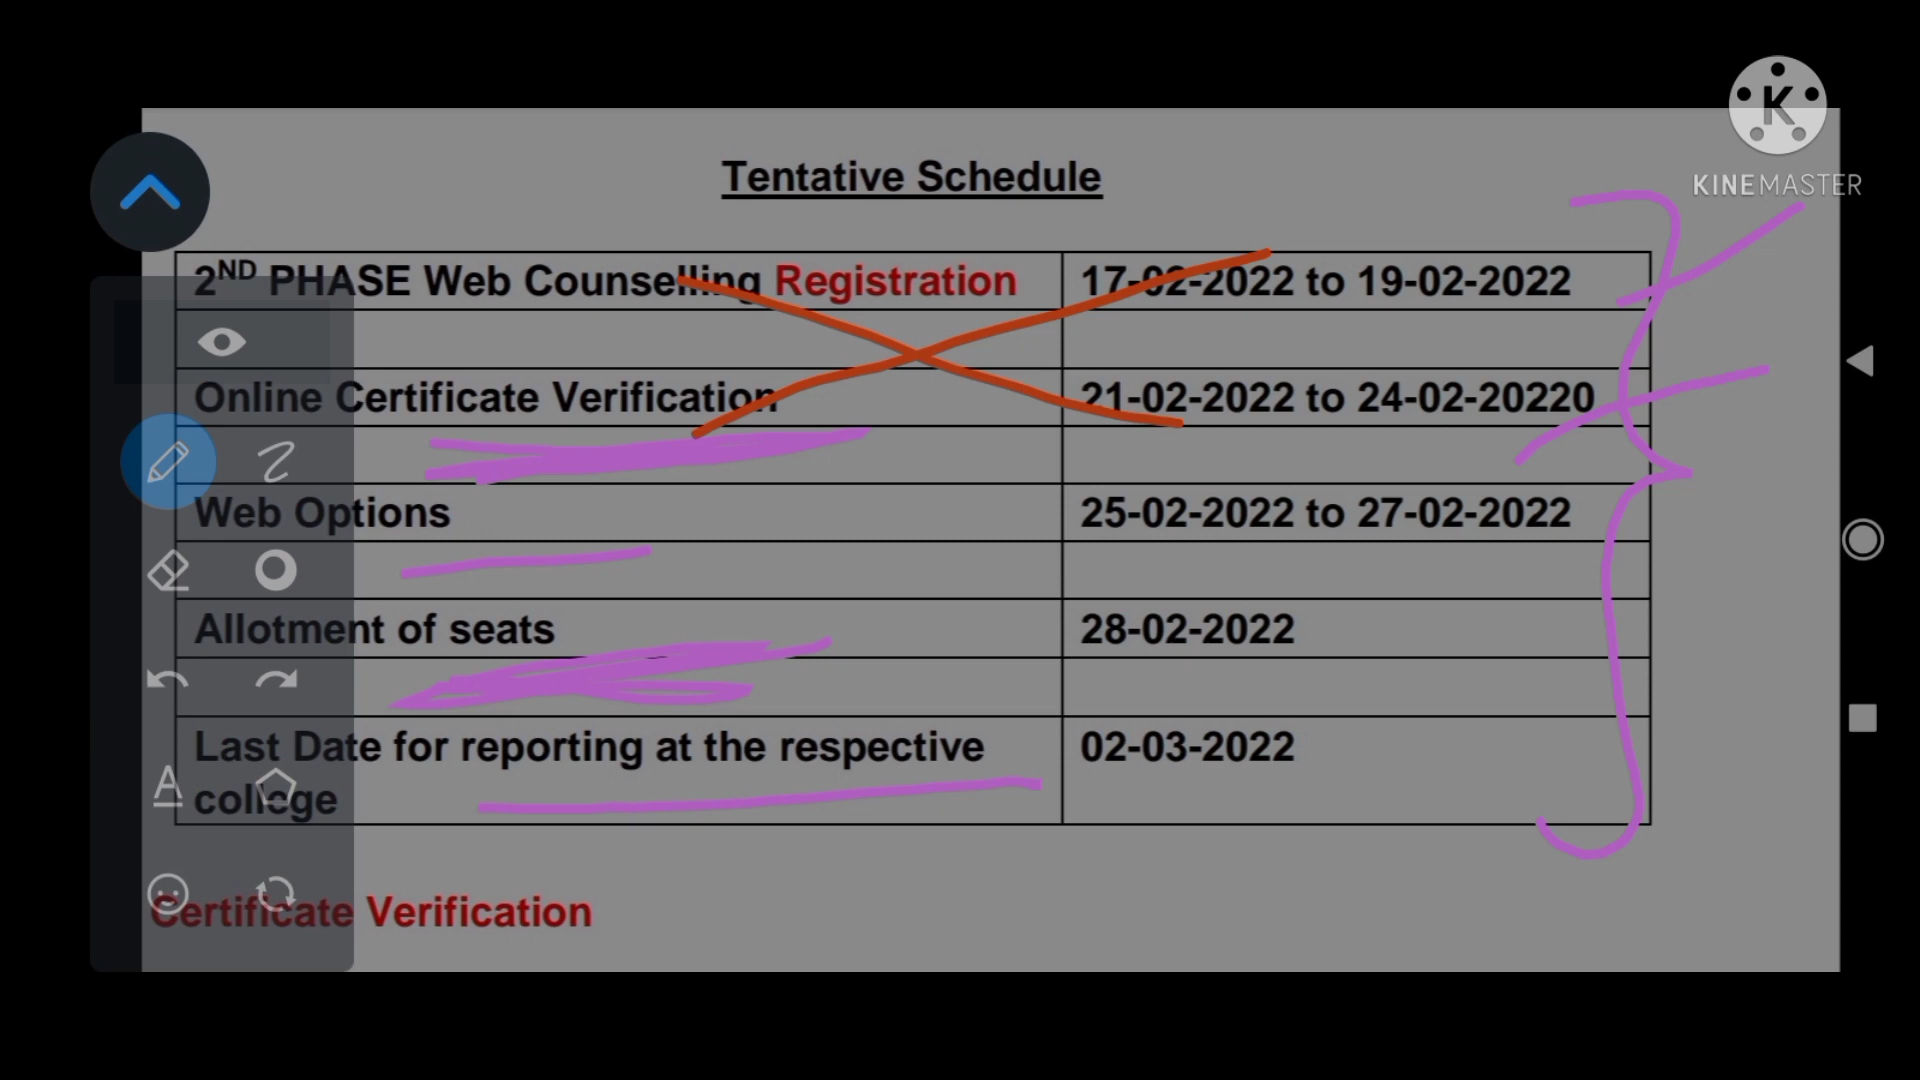 KINEMASTER
Tentative Schedule
2ND PHASE Web Counselling Registration 17-02-2022 to 19-02-2022
Online Certificate Verification 21-02-2022 to 24-02-20220
Web Options 25-02-2022 to 27-02-2022
Allotment of seats 28-02-2022
Last Date for reporting at the respective 02-03-2022
college
Certificate Verification